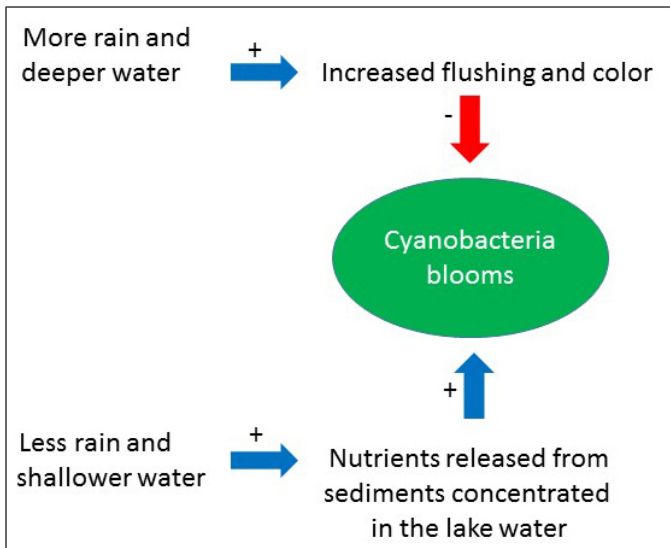 More rain and
deeper water
+
Increased flushing and color
-
Cyanobacteria
blooms
+
Less rain and
shallower water
+
Nutrients released from
sediments concentrated
in the lake water